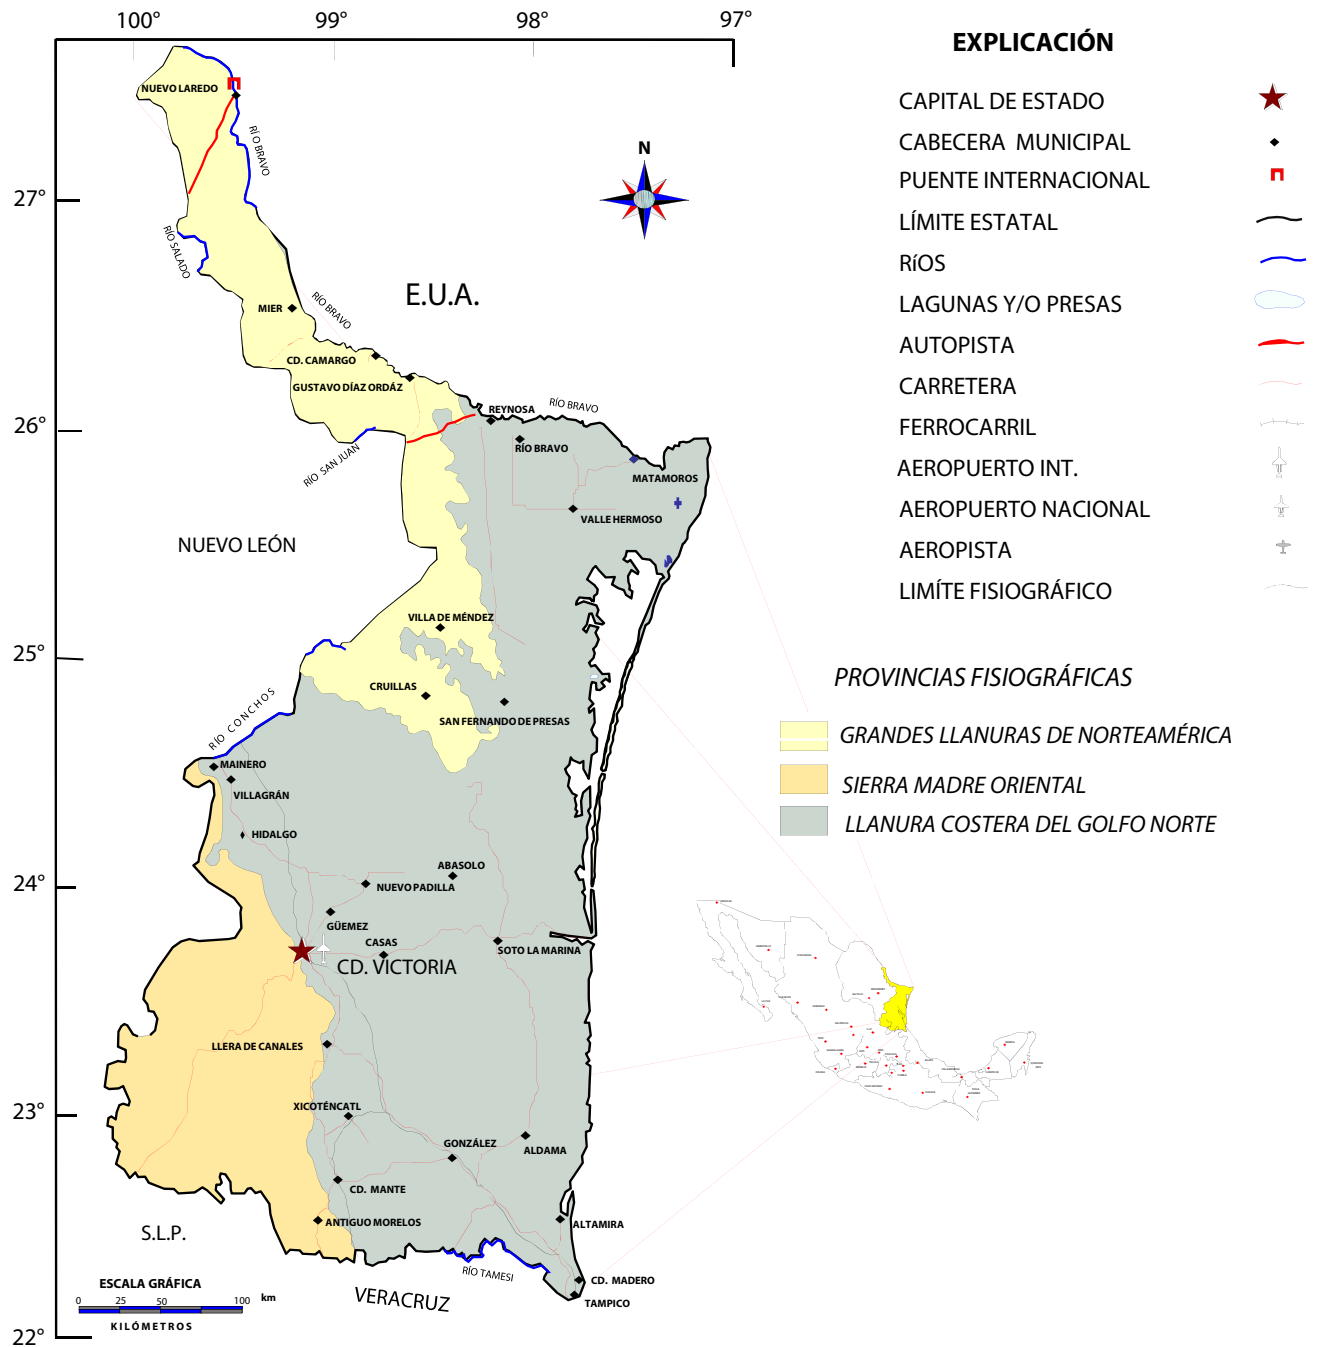 100°
99°
98°
97°
27°
26°
25°
24°
23°
22°
N
E.U.A.
NUEVO LEÓN
S.L.P.
VERACRUZ
NUEVO LAREDO
RÍO BRAVO
RÍO SALADO
MIER
RÍO BRAVO
CD. CAMARGO
GUSTAVO DÍAZ ORDÁZ
REYNOSA
RÍO BRAVO
RÍO BRAVO
RÍO SAN JUAN
MATAMOROS
VALLE HERMOSO
VILLA DE MÉNDEZ
CRUILLAS
SAN FERNANDO DE PRESAS
RÍO CONCHOS
MAINERO
VILLAGRÁN
HIDALGO
ABASOLO
NUEVO PADILLA
GÜEMEZ
CASAS
SOTO LA MARINA
CD. VICTORIA
LLERA DE CANALES
XICOTÉNCATL
GONZÁLEZ
ALDAMA
CD. MANTE
ANTIGUO MORELOS
ALTAMIRA
RÍO TAMESI
CD. MADERO
TAMPICO
ESCALA GRÁFICA
0 25 50 75 100 km
KILÓMETROS
EXPLICACIÓN
CAPITAL DE ESTADO
CABECERA MUNICIPAL
PUENTE INTERNACIONAL
LÍMITE ESTATAL
RíOS
LAGUNAS Y/O PRESAS
AUTOPISTA
CARRETERA
FERROCARRIL
AEROPUERTO INT.
AEROPUERTO NACIONAL
AEROPISTA
LIMÍTE FISIOGRÁFICO
PROVINCIAS FISIOGRÁFICAS
GRANDES LLANURAS DE NORTEAMÉRICA
SIERRA MADRE ORIENTAL
LLANURA COSTERA DEL GOLFO NORTE